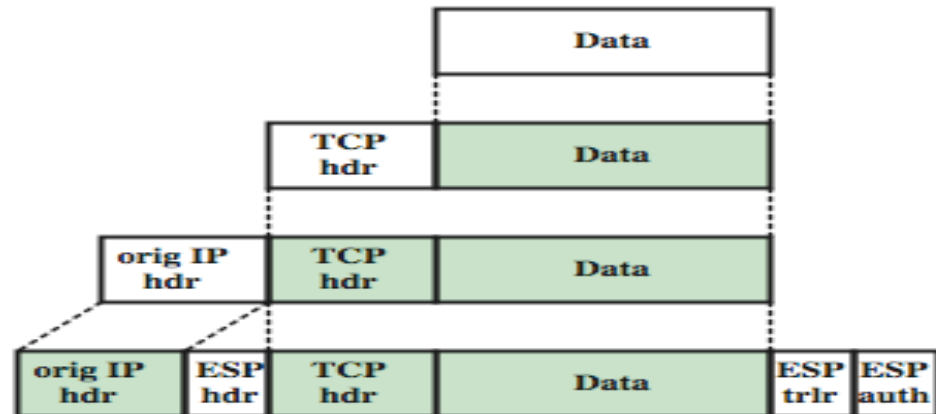 Data
TCP hdr Data
orig IP hdr TCP hdr Data
orig IP hdr ESP hdr TCP hdr Data ESP trlr ESP auth